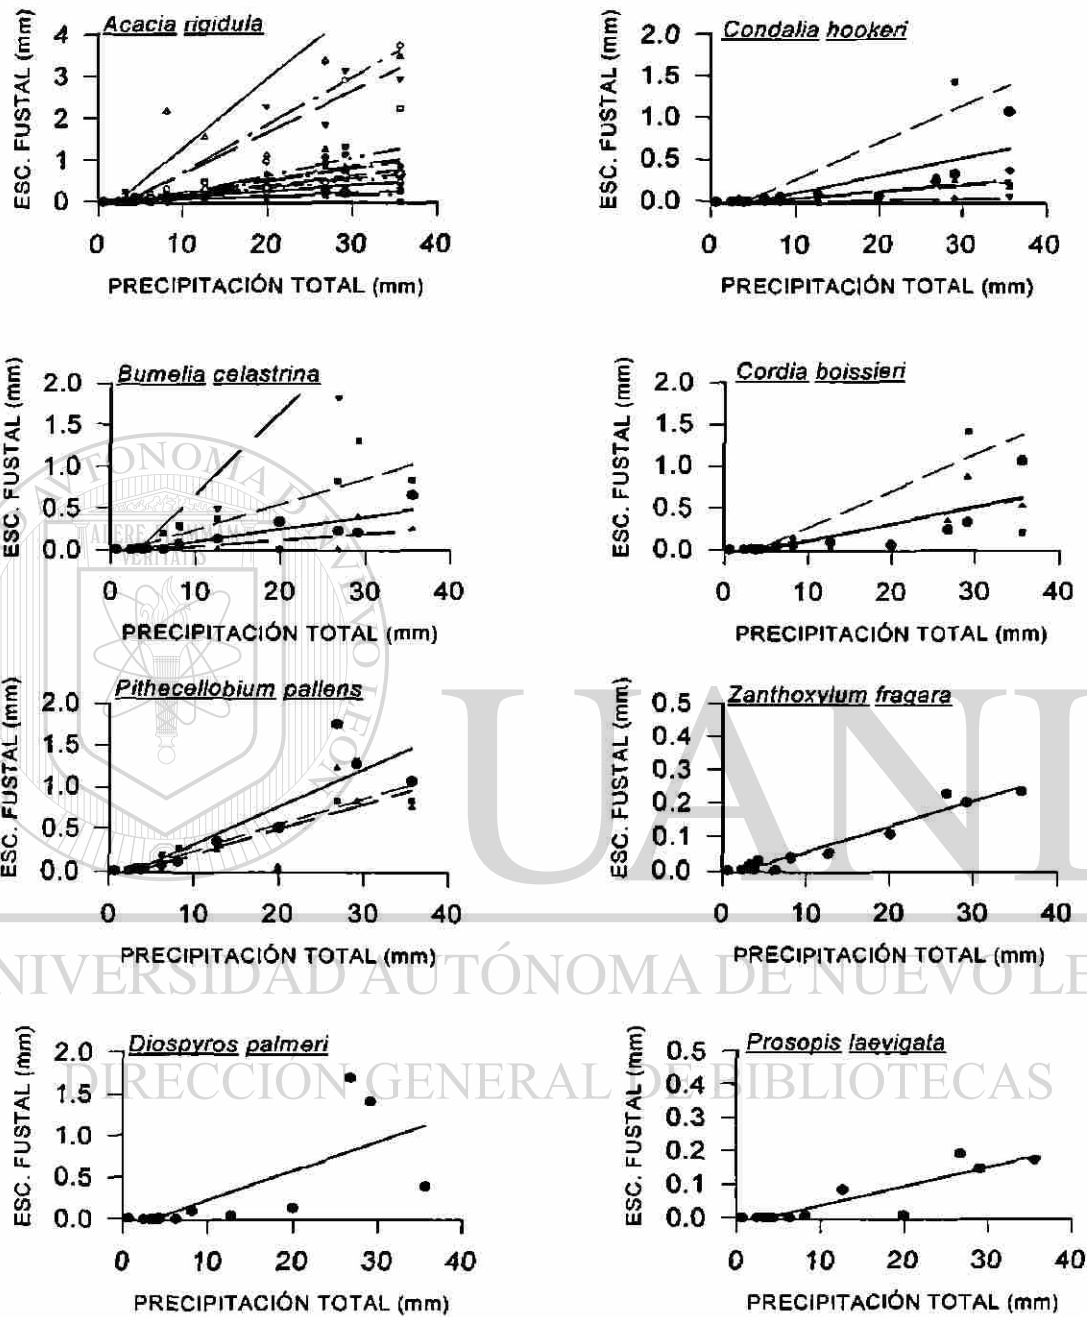 Acacia rigidula
ESC. FUSTAL (mm)
4
3
2
1
0
0 10 20 30 40
PRECIPITACIÓN TOTAL (mm)
Condalia hookeri
ESC. FUSTAL (mm)
2.0
1.5
1.0
0.5
0.0
0 10 20 30 40
PRECIPITACIÓN TOTAL (mm)
Bumelia celastrina
ESC. FUSTAL (mm)
2.0
1.5
1.0
0.5
0.0
0 10 20 30 40
PRECIPITACIÓN TOTAL (mm)
Cordia boissieri
ESC. FUSTAL (mm)
2.0
1.5
1.0
0.5
0.0
0 10 20 30 40
PRECIPITACIÓN TOTAL (mm)
Pithecellobium pallens
ESC. FUSTAL (mm)
2.0
1.5
1.0
0.5
0.0
0 10 20 30 40
PRECIPITACIÓN TOTAL (mm)
Zanthoxylum fragara
ESC. FUSTAL (mm)
0.5
0.4
0.3
0.2
0.1
0.0
0 10 20 30 40
PRECIPITACIÓN TOTAL (mm)
Diospyros palmeri
ESC. FUSTAL (mm)
2.0
1.5
1.0
0.5
0.0
0 10 20 30 40
PRECIPITACIÓN TOTAL (mm)
Prosopis laevigata
ESC. FUSTAL (mm)
0.5
0.4
0.3
0.2
0.1
0.0
0 10 20 30 40
PRECIPITACIÓN TOTAL (mm)
UANL
NIVERSIDAD AUTÓNOMA DE NUEVO LE
DIRECCIÓN GENERAL DE BIBLIOTECAS
VERITATIS